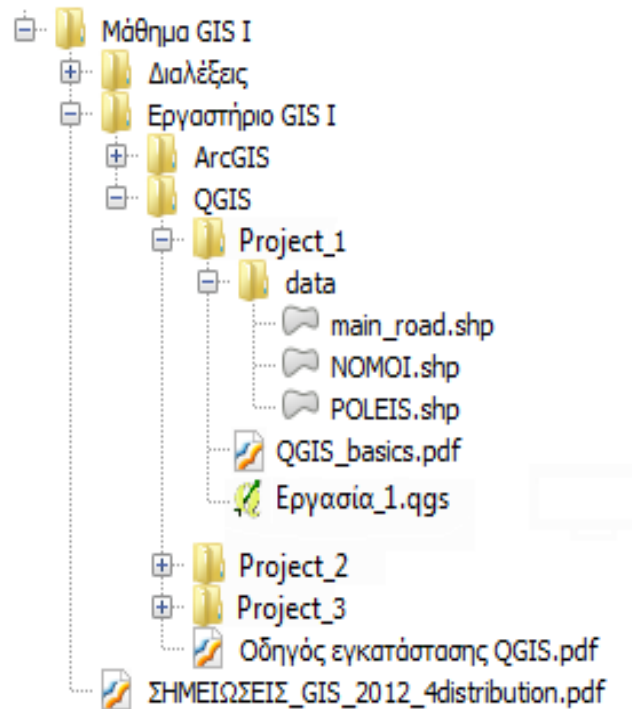 Μάθημα GIS I
Διαλέξεις
Εργαστήριο GIS I
ArcGIS
QGIS
Project_1
data
main_road.shp
NOMOI.shp
POLEIS.shp
QGIS_basics.pdf
Εργασία_1.qgs
Project_2
Project_3
Οδηγός εγκατάστασης QGIS.pdf
ΣΗΜΕΙΩΣΕΙΣ_GIS_2012_4distribution.pdf